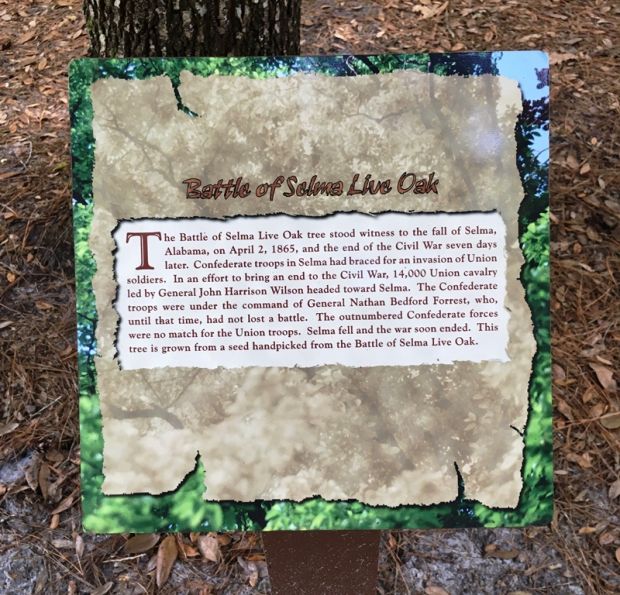 Battle of Selma Live Oak
The Battle of Selma Live Oak tree stood witness to the fall of Selma,
Alabama, on April 2, 1865, and the end of the Civil War seven days
later. Confederate troops in Selma had braced for an invasion of Union
soldiers. In an effort to bring an end to the Civil War, 14,000 Union cavalry
led by General John Harrison Wilson headed toward Selma. The Confederate
troops were under the command of General Nathan Bedford Forrest, who,
until that time, had not lost a battle. The outnumbered Confederate forces
were no match for the Union troops. Selma fell and the war soon ended. This
tree is grown from a seed handpicked from the Battle of Selma Live Oak.